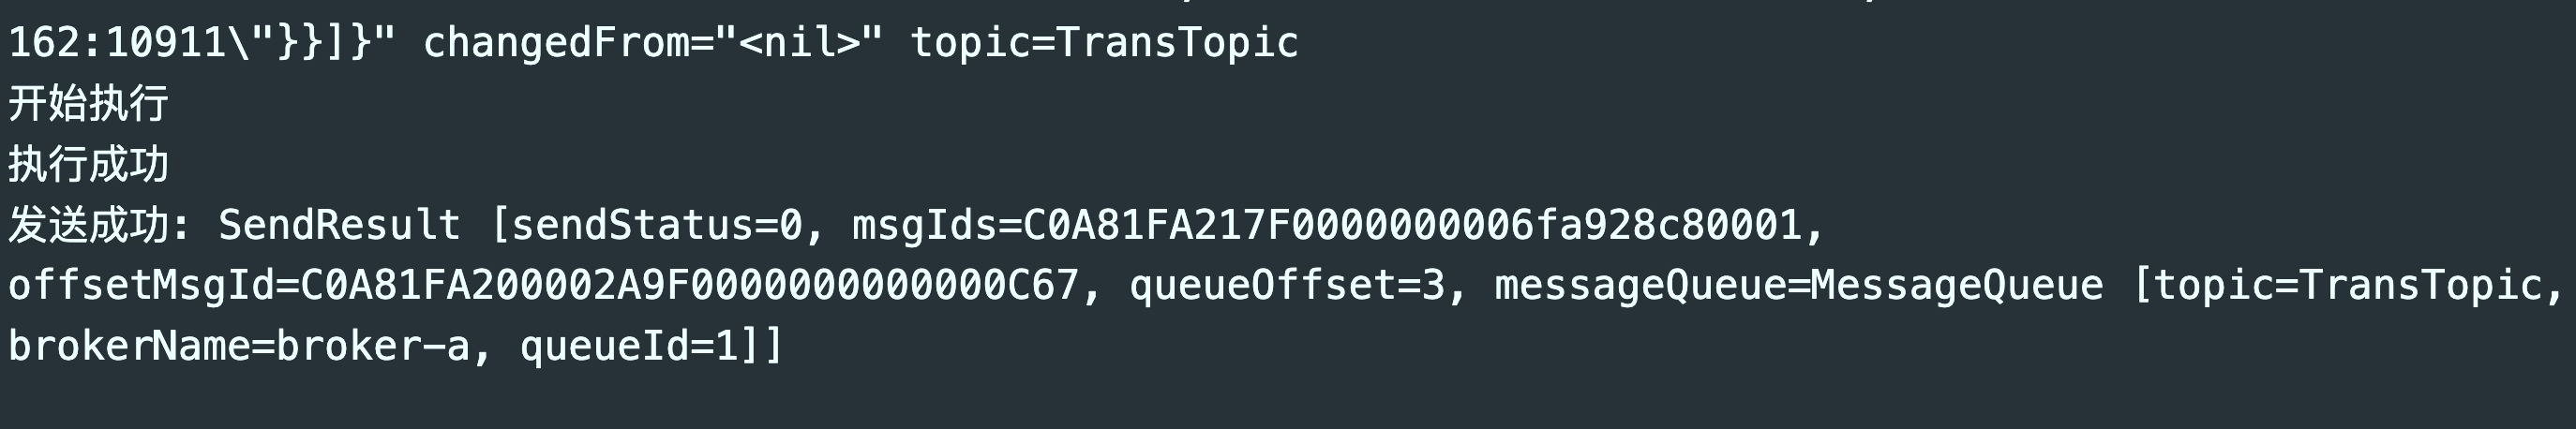 162:10911\"}}]}" changedFrom="<nil>" topic=TransTopic
开始执行
执行成功
发送成功: SendResult [sendStatus=0, msgIds=C0A81FA217F0000000006fa928c80001,
offsetMsgId=C0A81FA200002A9F0000000000000C67, queueOffset=3, messageQueue=MessageQueue [topic=TransTopic,
brokerName=broker-a, queueId=1]]